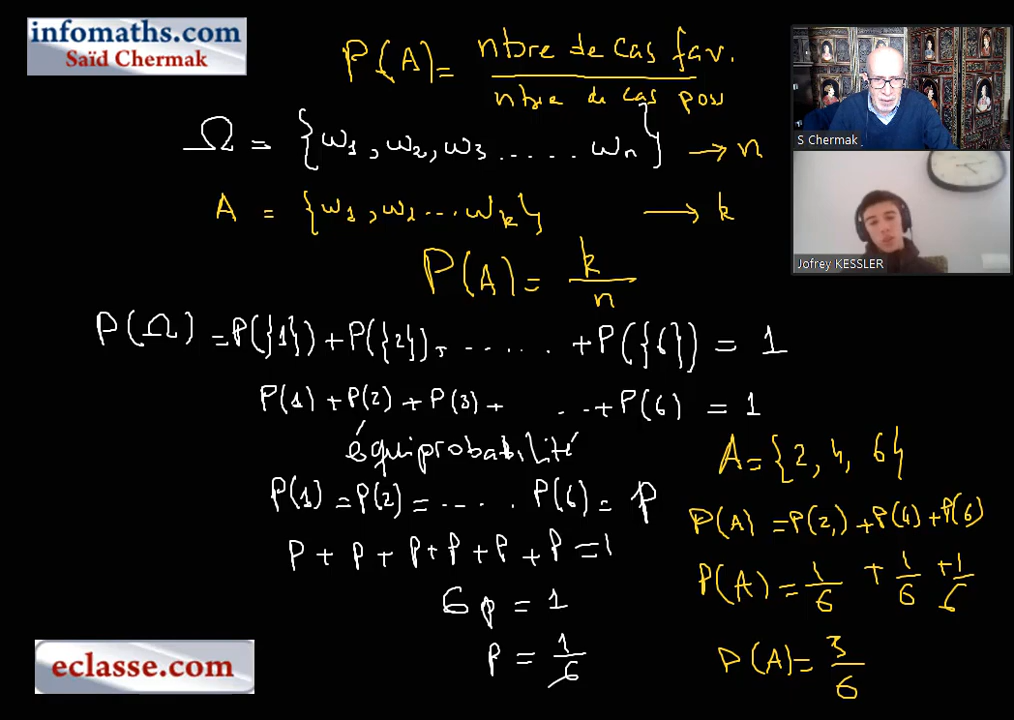 infomaths.com
Saïd Chermak
P(A) = nbre de cas fav. / nbre de cas poss
Ω = {ω1, ω2, ω3 ..... ωn} → n
A = {ω1, ω2 ... ωk} → k
P(A) = k/n
P(Ω) = P({1}) + P({2}) + ...... + P({6}) = 1
P(1) + P(2) + P(3) + ... + P(6) = 1
équiprobabilité
P(1) = P(2) = ..... P(6) = P
P + P + P + P + P + P = 1
6p = 1
P = 1/6
A = {2, 4, 6}
P(A) = P(2) + P(4) + P(6)
P(A) = 1/6 + 1/6 + 1/6
P(A) = 3/6
eclasse.com
S Chermak
Jofrey KESSLER